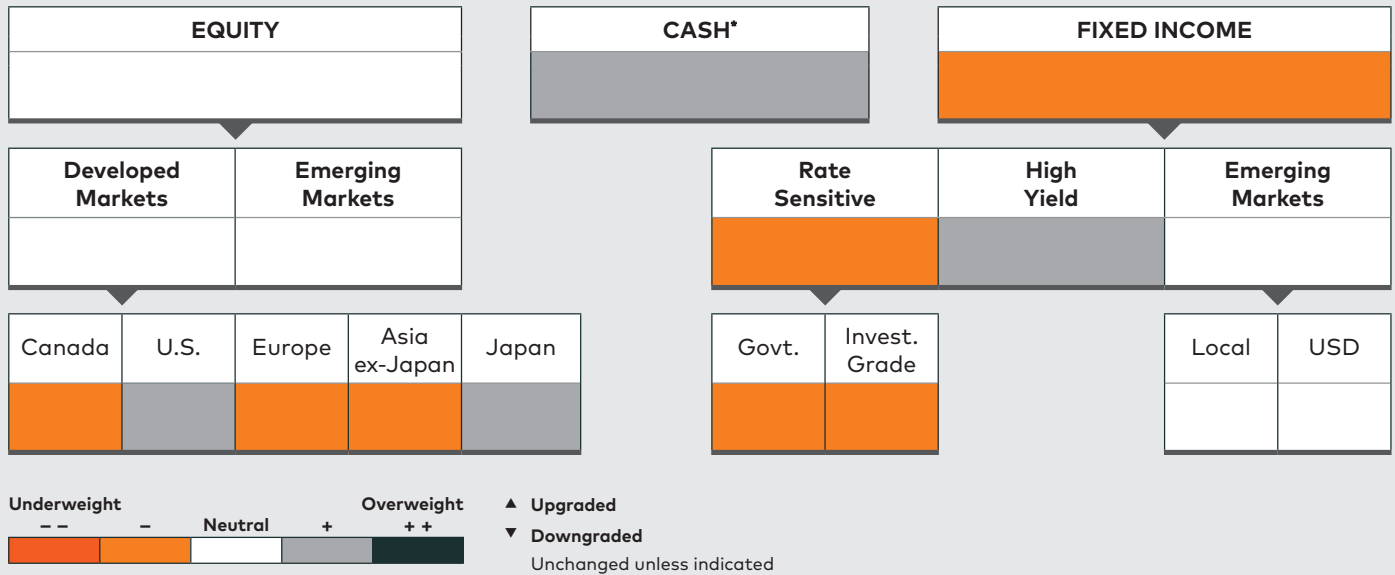 EQUITY
CASH*
FIXED INCOME
Developed
Markets
Emerging
Markets
Rate
Sensitive
High
Yield
Emerging
Markets
Canada
U.S.
Europe
Asia
ex-Japan
Japan
Govt.
Invest.
Grade
Local
USD
Underweight
Overweight
– – – Neutral + + +
▲ Upgraded
▼ Downgraded
Unchanged unless indicated